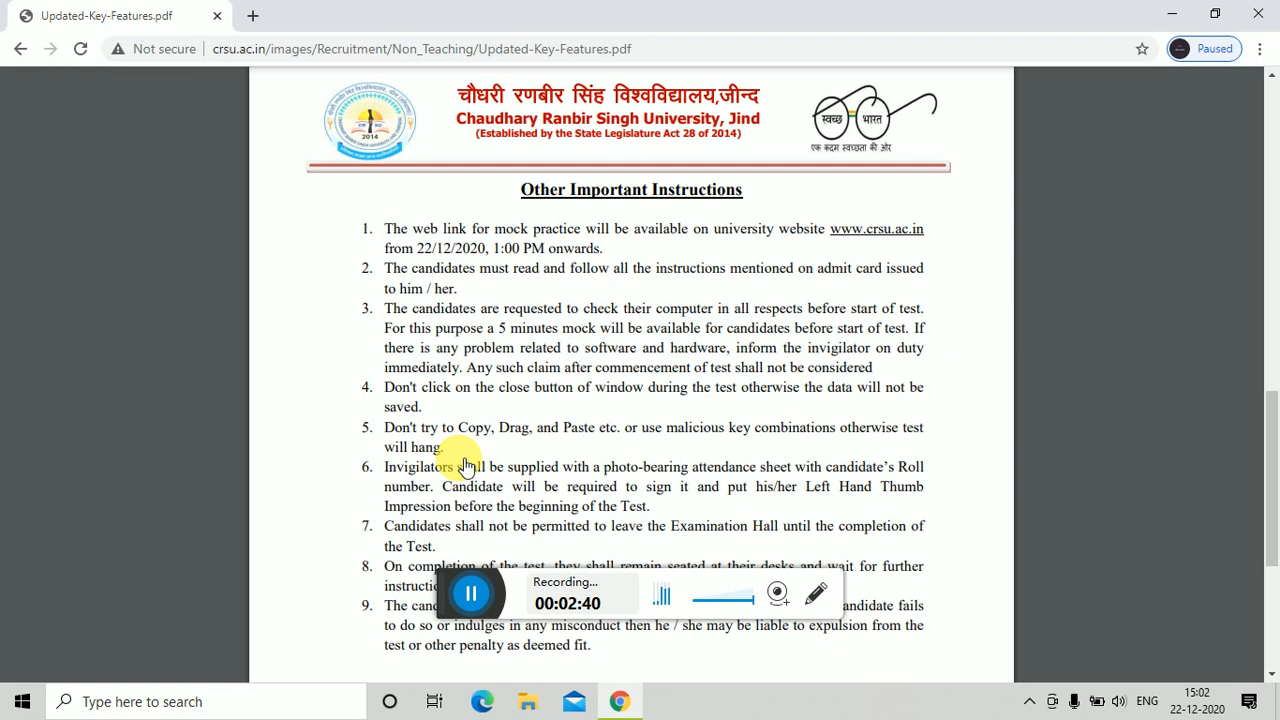 Updated-Key-Features.pdf
Not secure
crsu.ac.in/images/Recruitment/Non_Teaching/Updated-Key-Features.pdf
Paused
2014
चौधरी रणबीर सिंह विश्वविद्यालय,जीन्द
Chaudhary Ranbir Singh University, Jind
(Established by the State Legislature Act 28 of 2014)
स्वच्छ भारत
एक कदम स्वच्छता की ओर
Other Important Instructions
1. The web link for mock practice will be available on university website www.crsu.ac.in
from 22/12/2020, 1:00 PM onwards.
2. The candidates must read and follow all the instructions mentioned on admit card issued
to him / her.
3. The candidates are requested to check their computer in all respects before start of test.
For this purpose a 5 minutes mock will be available for candidates before start of test. If
there is any problem related to software and hardware, inform the invigilator on duty
immediately. Any such claim after commencement of test shall not be considered
4. Don't click on the close button of window during the test otherwise the data will not be
saved.
5. Don't try to Copy, Drag, and Paste etc. or use malicious key combinations otherwise test
will hang.
6. Invigilators shall be supplied with a photo-bearing attendance sheet with candidate's Roll
number. Candidate will be required to sign it and put his/her Left Hand Thumb
Impression before the beginning of the Test.
7. Candidates shall not be permitted to leave the Examination Hall until the completion of
the Test.
8. On completion of the test, they shall remain seated at their desks and wait for further
Recording...
00:02:40
9. The candidate fails
to do so or indulges in any misconduct then he / she may be liable to expulsion from the
test or other penalty as deemed fit.
Type here to search
ENG
15:02
22-12-2020